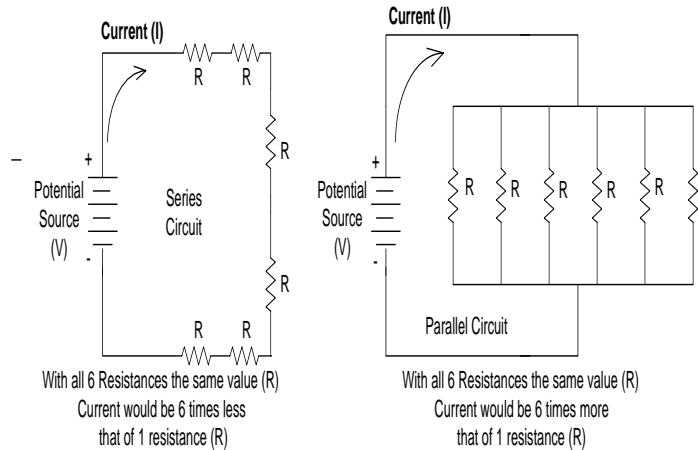 Current (I)
R R
R
–
+
Potential
Source
(V)
-
Series
Circuit
R
R R
With all 6 Resistances the same value (R)
Current would be 6 times less
that of 1 resistance (R)
Current (I)
+
Potential
Source
(V)
-
R R R R R
Parallel Circuit
With all 6 Resistances the same value (R)
Current would be 6 times more
that of 1 resistance (R)